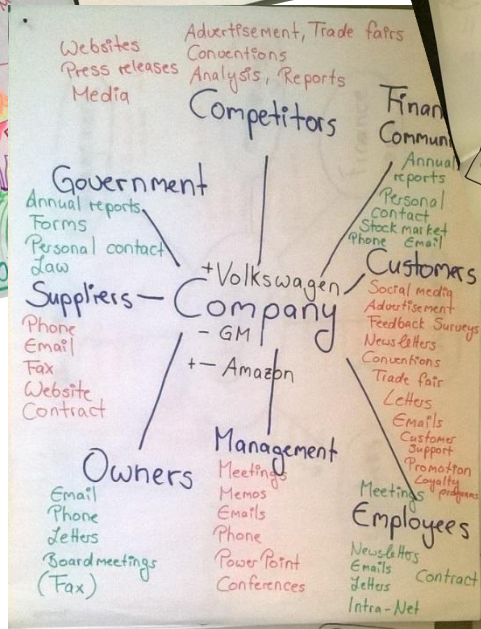 Websites
Press releases
Media
Advertisement, Trade fairs
Conventions
Analysis, Reports
Competitors
Finan
Commun
Annual
reports
Personal
contact
Stock market
Phone Email
Government
Annual reports
Forms
Personal contact
Law
Customers
Social media
Advertisement
Feedback Surveys
Newsletters
Conventions
Trade fair
Letters
Emails
Customer
Support
Promotion
Loyalty programs
+ Volkswagen
Company
- GM
+- Amazon
Suppliers
Phone
Email
Fax
Website
Contract
Owners
Email
Phone
Letters
Board meetings
(Fax)
Management
Meetings
Memos
Emails
Phone
PowerPoint
Conferences
Meetings
Employees
Newsletters
Emails
Letters
Contract
Intra-Net